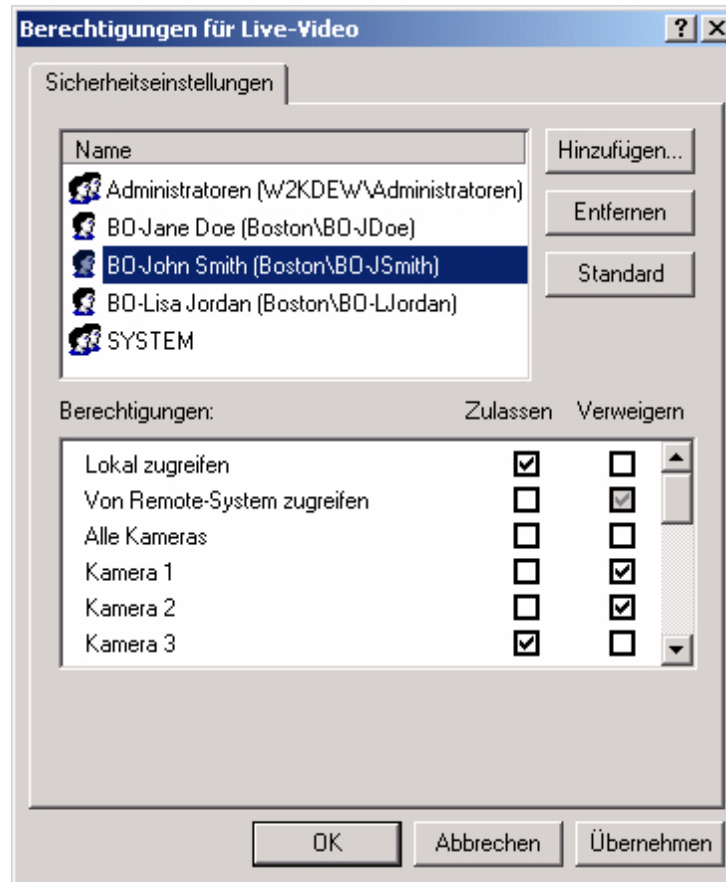 Berechtigungen für Live-Video
Sicherheitseinstellungen
Name
Administratoren (W2KDEW\Administratoren)
BO-Jane Doe (Boston\BO-JDoe)
BO-John Smith (Boston\BO-JSmith)
BO-Lisa Jordan (Boston\BO-LJordan)
SYSTEM
Hinzufügen...
Entfernen
Standard
Berechtigungen: Zulassen Verweigern
Lokal zugreifen
Von Remote-System zugreifen
Alle Kameras
Kamera 1
Kamera 2
Kamera 3
OK Abbrechen Übernehmen